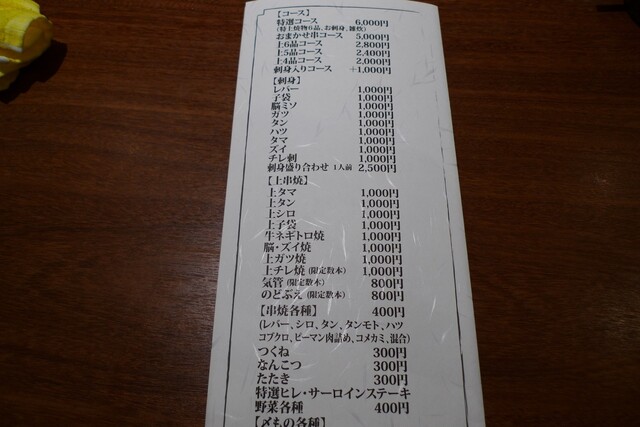 【コース】
特選コース 6,000円
(特上焼物6品、お刺身、雑炊)
おまかせ串コース 5,000円
上6品コース 2,800円
上5品コース 2,400円
上4品コース 2,000円
刺身入りコース +1,000円
【刺身】
レバー 1,000円
子袋 1,000円
脳ミソ 1,000円
ガツ 1,000円
タン 1,000円
ハツ 1,000円
タマ 1,000円
ズイ 1,000円
チレ刺 1,000円
刺身盛り合わせ 1人前 2,500円
【上串焼】
上タマ 1,000円
上タン 1,000円
上シロ 1,000円
上子袋 1,000円
牛ネギトロ焼 1,000円
脳・ズイ焼 1,000円
上ガツ焼 1,000円
上チレ焼(限定数本) 1,000円
気管(限定数本) 800円
のどぶえ(限定数本) 800円
【串焼各種】 400円
(レバー、シロ、タン、タンモト、ハツ
コブクロ、ピーマン肉詰め、コメカミ、混合)
つくね 300円
なんこつ 300円
たたき 300円
特選ヒレ・サーロインステーキ
野菜各種 400円
【〆もの各種】